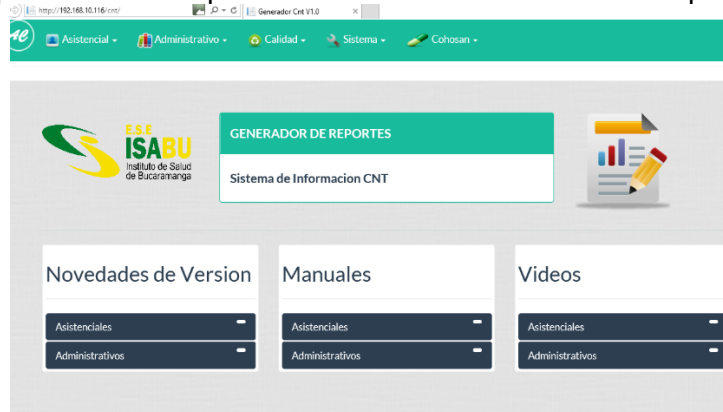 http://192.168.10.116/cnt/
Generador Cnt V1.0
AC
Asistencial
Administrativo
Calidad
Sistema
Cohosan
E.S.E
ISABU
Instituto de Salud
de Bucaramanga
GENERADOR DE REPORTES
Sistema de Informacion CNT
Novedades de Version
Asistenciales
Administrativos
Manuales
Asistenciales
Administrativos
Videos
Asistenciales
Administrativos